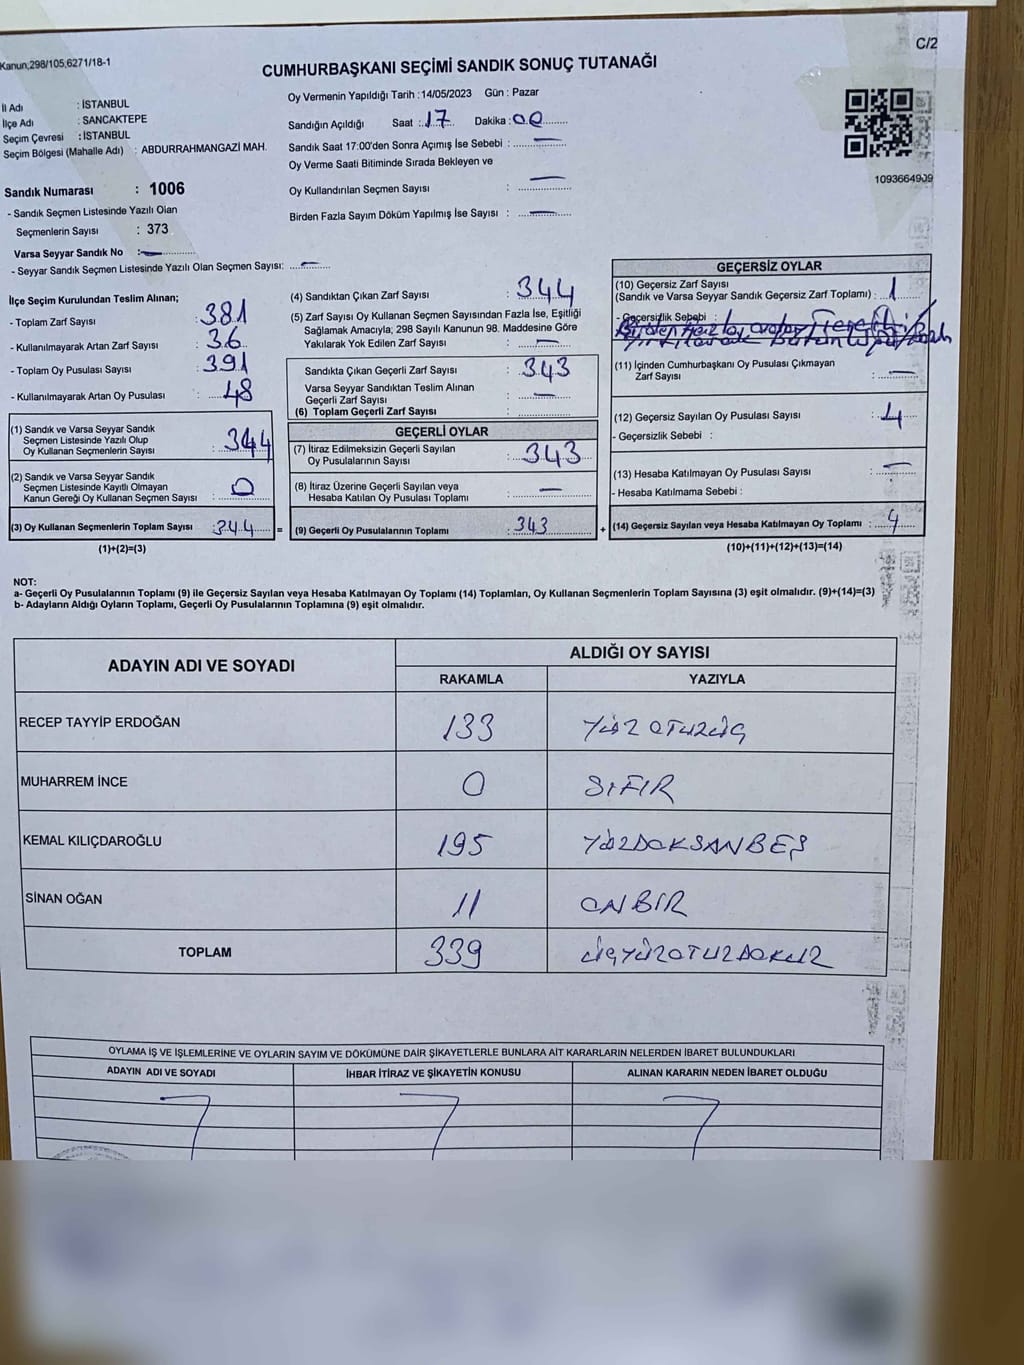 C/2
Kanun;298/105,6271/18-1
CUMHURBAŞKANI SEÇİMİ SANDIK SONUÇ TUTANAĞI
İl Adı : İSTANBUL
İlçe Adı : SANCAKTEPE
Seçim Çevresi : İSTANBUL
Seçim Bölgesi (Mahalle Adı) : ABDURRAHMANGAZİ MAH.
Sandık Numarası : 1006
- Sandık Seçmen Listesinde Yazılı Olan
Seçmenlerin Sayısı : 373
Varsa Seyyar Sandık No :
- Seyyar Sandık Seçmen Listesinde Yazılı Olan Seçmen Sayısı:
Oy Vermenin Yapıldığı Tarih : 14/05/2023 Gün : Pazar
Sandığın Açıldığı Saat : 17 Dakika : 00
Sandık Saat 17:00'den Sonra Açımış İse Sebebi :
Oy Verme Saati Bitiminde Sırada Bekleyen ve
Oy Kullandırılan Seçmen Sayısı :
Birden Fazla Sayım Döküm Yapılmış İse Sayısı :
1093664909
İlçe Seçim Kurulundan Teslim Alınan;
- Toplam Zarf Sayısı : 381
- Kullanılmayarak Artan Zarf Sayısı : 36
- Toplam Oy Pusulası Sayısı : 391
- Kullanılmayarak Artan Oy Pusulası : 48
(1) Sandık ve Varsa Seyyar Sandık
Seçmen Listesinde Yazılı Olup
Oy Kullanan Seçmenlerin Sayısı : 344
(2) Sandık ve Varsa Seyyar Sandık
Seçmen Listesinde Kayıtlı Olmayan
Kanun Gereği Oy Kullanan Seçmen Sayısı : 0
(3) Oy Kullanan Seçmenlerin Toplam Sayısı : 344 =
(1)+(2)=(3)
(4) Sandıktan Çıkan Zarf Sayısı : 344
(5) Zarf Sayısı Oy Kullanan Seçmen Sayısından Fazla İse, Eşitliği
Sağlamak Amacıyla; 298 Sayılı Kanunun 98. Maddesine Göre
Yakılarak Yok Edilen Zarf Sayısı :
Sandıkta Çıkan Geçerli Zarf Sayısı : 343
Varsa Seyyar Sandıktan Teslim Alınan
Geçerli Zarf Sayısı :
(6) Toplam Geçerli Zarf Sayısı :
GEÇERLİ OYLAR
(7) İtiraz Edilmeksizin Geçerli Sayılan
Oy Pusulalarının Sayısı : 343
(8) İtiraz Üzerine Geçerli Sayılan veya
Hesaba Katılan Oy Pusulası Toplamı :
(9) Geçerli Oy Pusulalarının Toplamı : 343 +
GEÇERSİZ OYLAR
(10) Geçersiz Zarf Sayısı
(Sandık ve Varsa Seyyar Sandık Geçersiz Zarf Toplamı) : 1
- Geçersizlik Sebebi :
(11) İçinden Cumhurbaşkanı Oy Pusulası Çıkmayan
Zarf Sayısı :
(12) Geçersiz Sayılan Oy Pusulası Sayısı : 4
- Geçersizlik Sebebi :
(13) Hesaba Katılmayan Oy Pusulası Sayısı :
- Hesaba Katılmama Sebebi :
(14) Geçersiz Sayılan veya Hesaba Katılmayan Oy Toplamı :
(10)+(11)+(12)+(13)=(14)
NOT:
a- Geçerli Oy Pusulalarının Toplamı (9) ile Geçersiz Sayılan veya Hesaba Katılmayan Oy Toplamı (14) Toplamları, Oy Kullanan Seçmenlerin Toplam Sayısına (3) eşit olmalıdır. (9)+(14)=(3)
b- Adayların Aldığı Oyların Toplamı, Geçerli Oy Pusulalarının Toplamına (9) eşit olmalıdır.
ADAYIN ADI VE SOYADI ALDIĞI OY SAYISI
RAKAMLA YAZIYLA
RECEP TAYYİP ERDOĞAN 133 YÜZ OTUZÜÇ
MUHARREM İNCE 0 SIFIR
KEMAL KILIÇDAROĞLU 195 YÜZDOKSANBEŞ
SİNAN OĞAN 11 ONBİR
TOPLAM 339 ÜÇYÜZOTUZDOKUZ
OYLAMA İŞ VE İŞLEMLERİNE VE OYLARIN SAYIM VE DÖKÜMÜNE DAİR ŞİKAYETLERLE BUNLARA AİT KARARLARIN NELERDEN İBARET BULUNDUKLARI
ADAYIN ADI VE SOYADI İHBAR İTİRAZ VE ŞİKAYETİN KONUSU ALINAN KARARIN NEDEN İBARET OLDUĞU